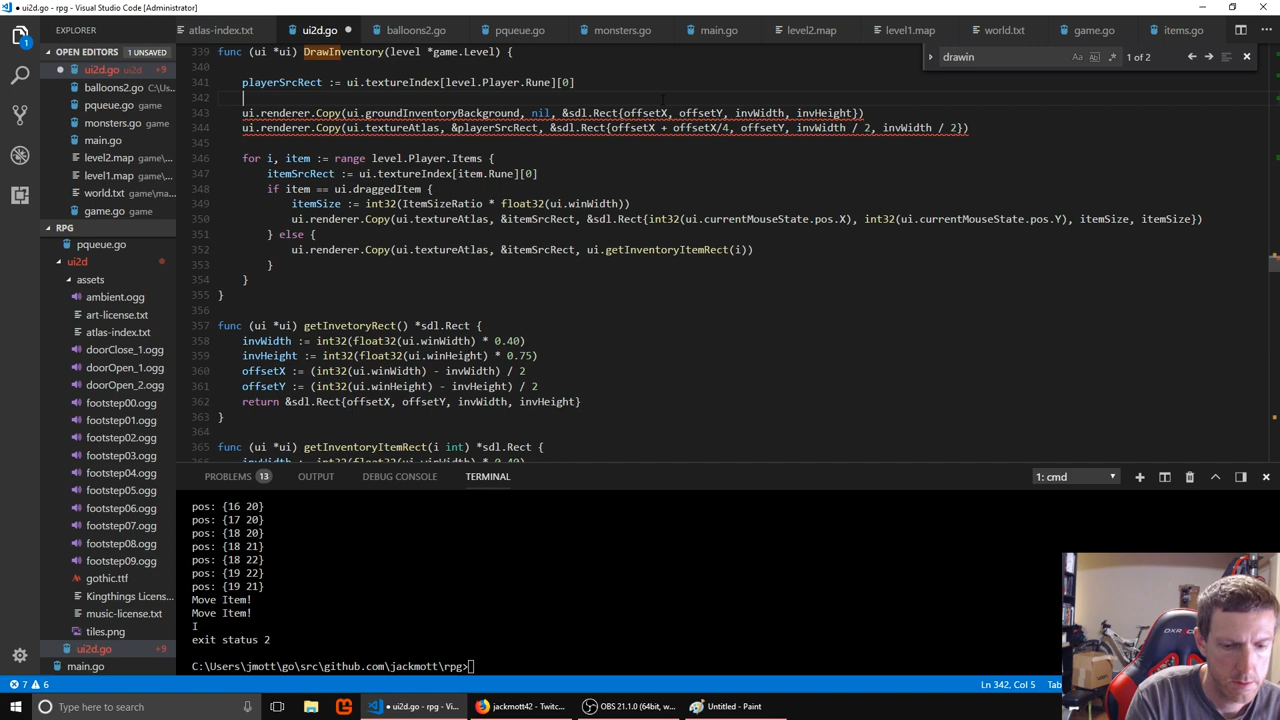 ui2d.go - rpg - Visual Studio Code [Administrator]
EXPLORER
atlas-index.txt
ui2d.go
balloons2.go
pqueue.go
monsters.go
main.go
level2.map
level1.map
world.txt
game.go
items.go
drawin
Aa
Abl
.*
1 of 2
OPEN EDITORS
1 UNSAVED
ui2d.go ui2d +9
balloons2.go C:\Us...
pqueue.go game
monsters.go game
main.go
level2.map game
level1.map game
world.txt game\ma...
game.go game
RPG
pqueue.go
ui2d
assets
ambient.ogg
art-license.txt
atlas-index.txt
doorClose_1.ogg
doorOpen_1.ogg
doorOpen_2.ogg
footstep00.ogg
footstep01.ogg
footstep02.ogg
footstep03.ogg
footstep04.ogg
footstep05.ogg
footstep06.ogg
footstep07.ogg
footstep08.ogg
footstep09.ogg
gothic.ttf
Kingthings Licens...
music-license.txt
tiles.png
ui2d.go +9
main.go
339 func (ui *ui) DrawInventory(level *game.Level) {
340
341 playerSrcRect := ui.textureIndex[level.Player.Rune][0]
342
343 ui.renderer.Copy(ui.groundInventoryBackground, nil, &sdl.Rect{offsetX, offsetY, invWidth, invHeight})
344 ui.renderer.Copy(ui.textureAtlas, &playerSrcRect, &sdl.Rect{offsetX + offsetX/4, offsetY, invWidth / 2, invWidth / 2})
345
346 for i, item := range level.Player.Items {
347 itemSrcRect := ui.textureIndex[item.Rune][0]
348 if item == ui.draggedItem {
349 itemSize := int32(ItemSizeRatio * float32(ui.winWidth))
350 ui.renderer.Copy(ui.textureAtlas, &itemSrcRect, &sdl.Rect{int32(ui.currentMouseState.pos.X), int32(ui.currentMouseState.pos.Y), itemSize, itemSize})
351 } else {
352 ui.renderer.Copy(ui.textureAtlas, &itemSrcRect, ui.getInventoryItemRect(i))
353 }
354 }
355 }
356
357 func (ui *ui) getInvetoryRect() *sdl.Rect {
358 invWidth := int32(float32(ui.winWidth) * 0.40)
359 invHeight := int32(float32(ui.winHeight) * 0.75)
360 offsetX := (int32(ui.winWidth) - invWidth) / 2
361 offsetY := (int32(ui.winHeight) - invHeight) / 2
362 return &sdl.Rect{offsetX, offsetY, invWidth, invHeight}
363 }
364
365 func (ui *ui) getInventoryItemRect(i int) *sdl.Rect {
PROBLEMS 13 OUTPUT DEBUG CONSOLE TERMINAL
1: cmd
pos: {16 20}
pos: {17 20}
pos: {18 20}
pos: {18 21}
pos: {18 22}
pos: {19 22}
pos: {19 21}
Move Item!
Move Item!
exit status 2
C:\Users\jmott\go\src\github.com\jackmott\rpg>
7 6
Ln 342, Col 5 Tab
Type here to search
ui2d.go - rpg - Vi...
jackmott42 - Twitc...
OBS 21.1.0 (64bit, w...
Untitled - Paint
DXR